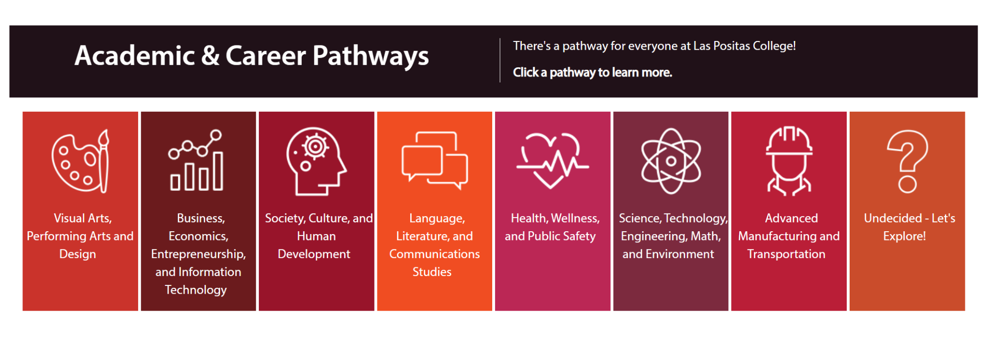 Academic & Career Pathways
There's a pathway for everyone at Las Positas College!
Click a pathway to learn more.
Visual Arts,
Performing Arts and
Design
Business,
Economics,
Entrepreneurship,
and Information
Technology
Society, Culture, and
Human
Development
Language,
Literature, and
Communications
Studies
Health, Wellness,
and Public Safety
Science, Technology,
Engineering, Math,
and Environment
Advanced
Manufacturing and
Transportation
Undecided - Let's
Explore!